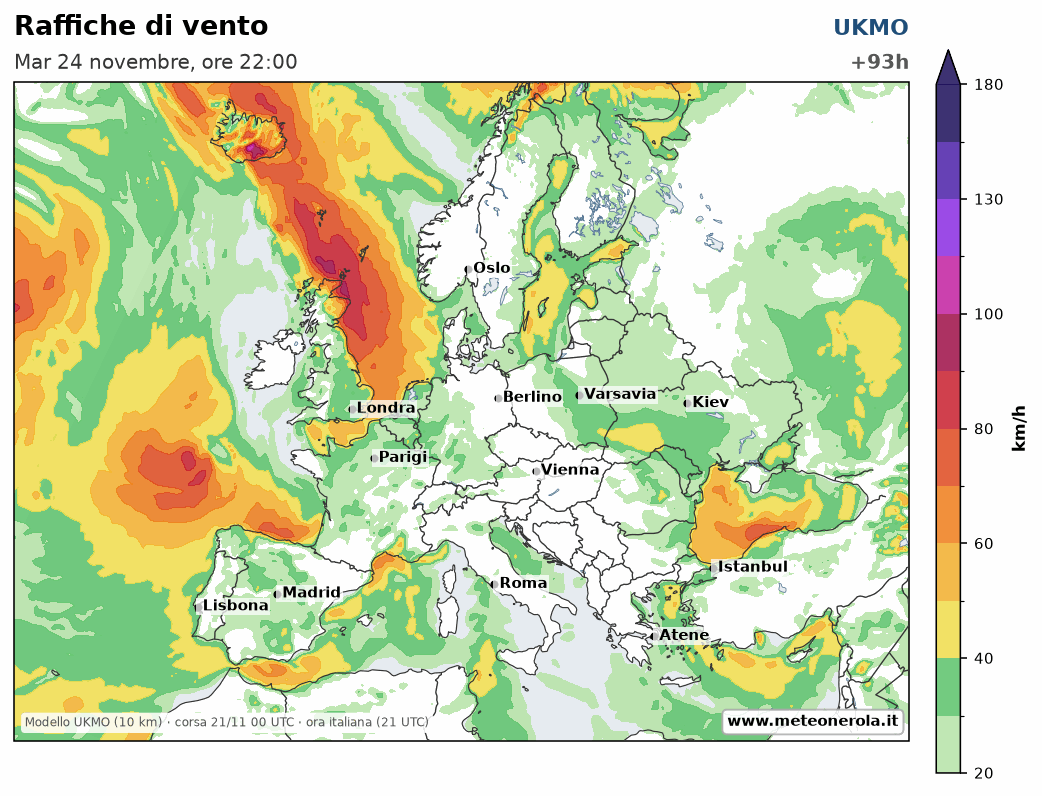 Raffiche di vento
UKMO
Mar 24 novembre, ore 22:00
+93h
180
130
100
80
60
40
20
km/h
Oslo
Londra
Berlino
Varsavia
Kiev
Parigi
Vienna
Istanbul
Roma
Madrid
Lisbona
Atene
Modello UKMO (10 km) · corsa 21/11 00 UTC · ora italiana (21 UTC)
www.meteonerola.it